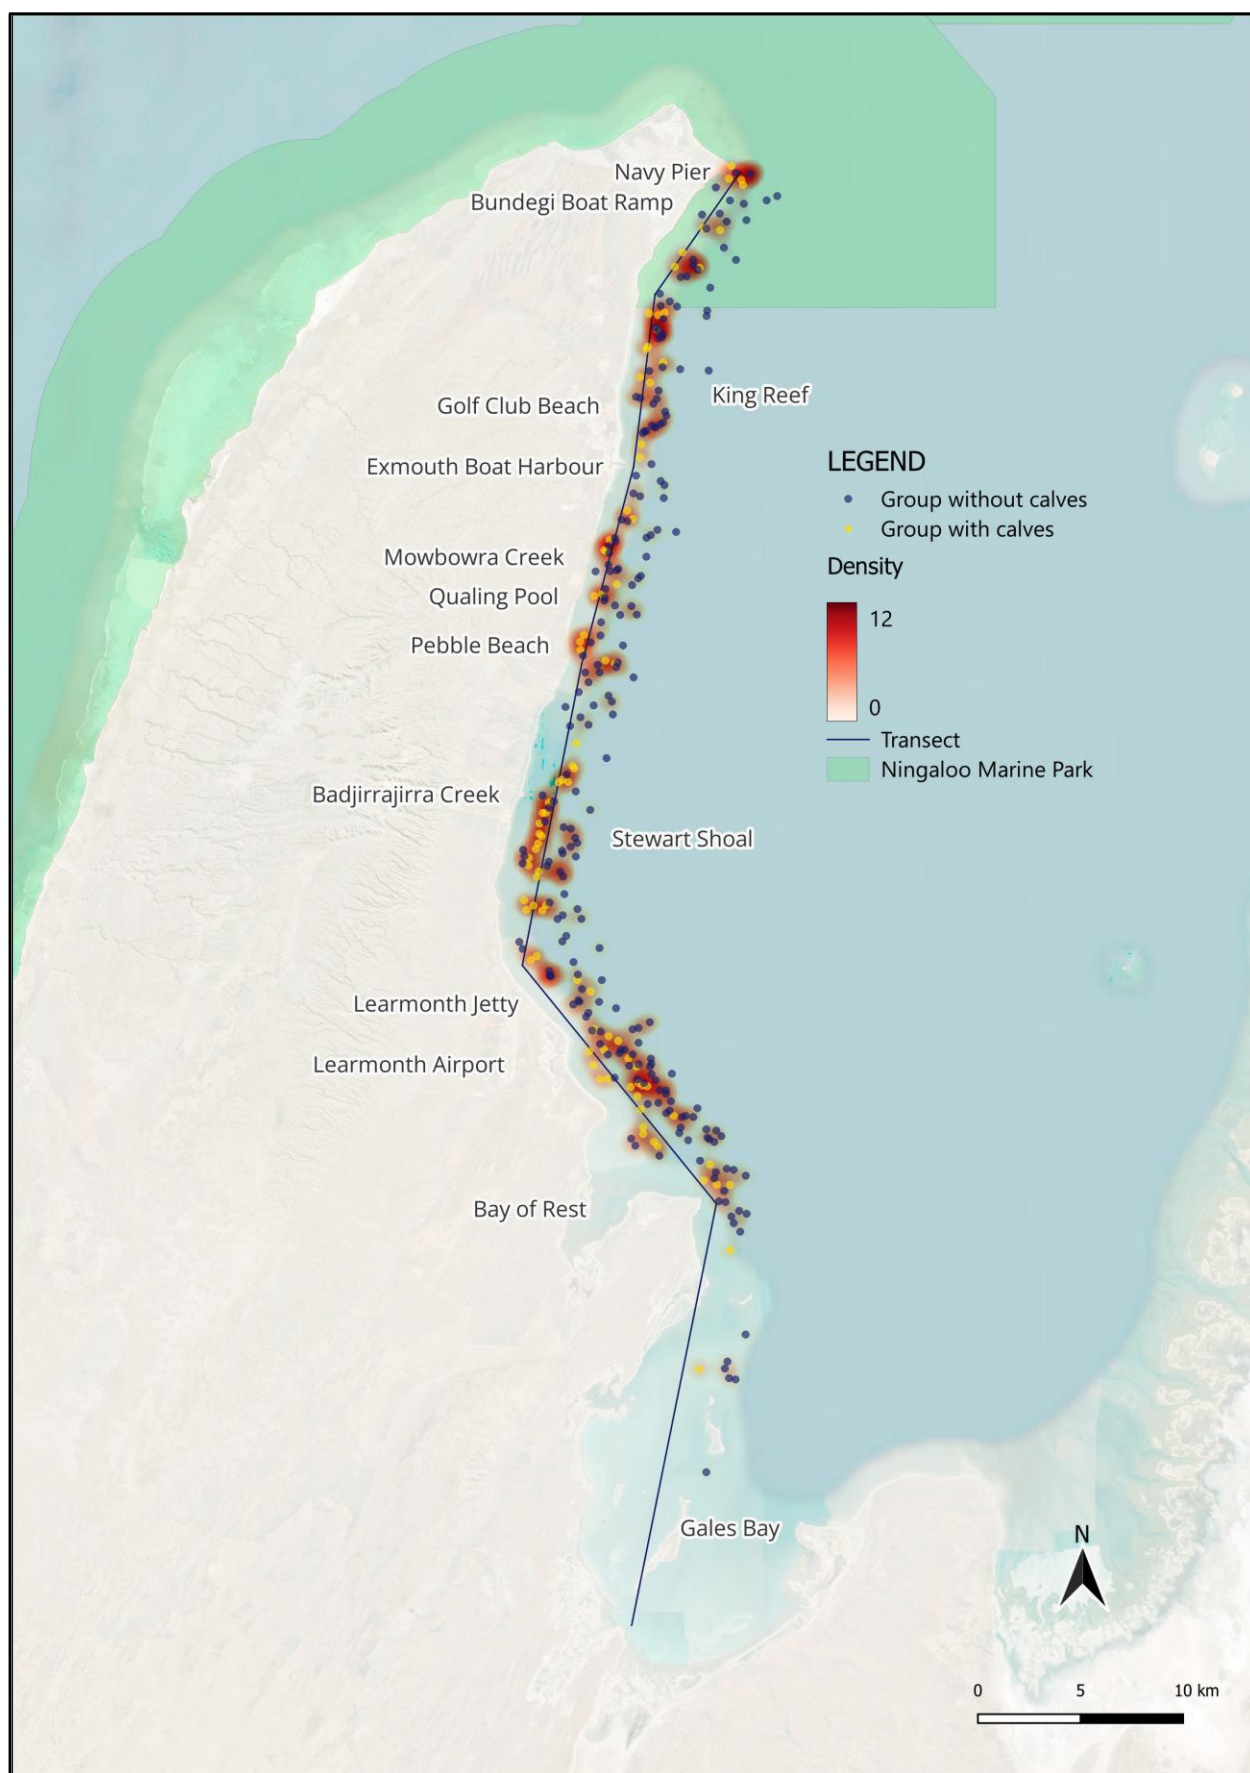 Navy Pier
Bundegi Boat Ramp
King Reef
Golf Club Beach
Exmouth Boat Harbour
LEGEND
Group without calves
Group with calves
Density
12
0
Transect
Ningaloo Marine Park
Mowbowra Creek
Qualing Pool
Pebble Beach
Badjirrajirra Creek
Stewart Shoal
Learmonth Jetty
Learmonth Airport
Bay of Rest
Gales Bay
N
0 5 10 km